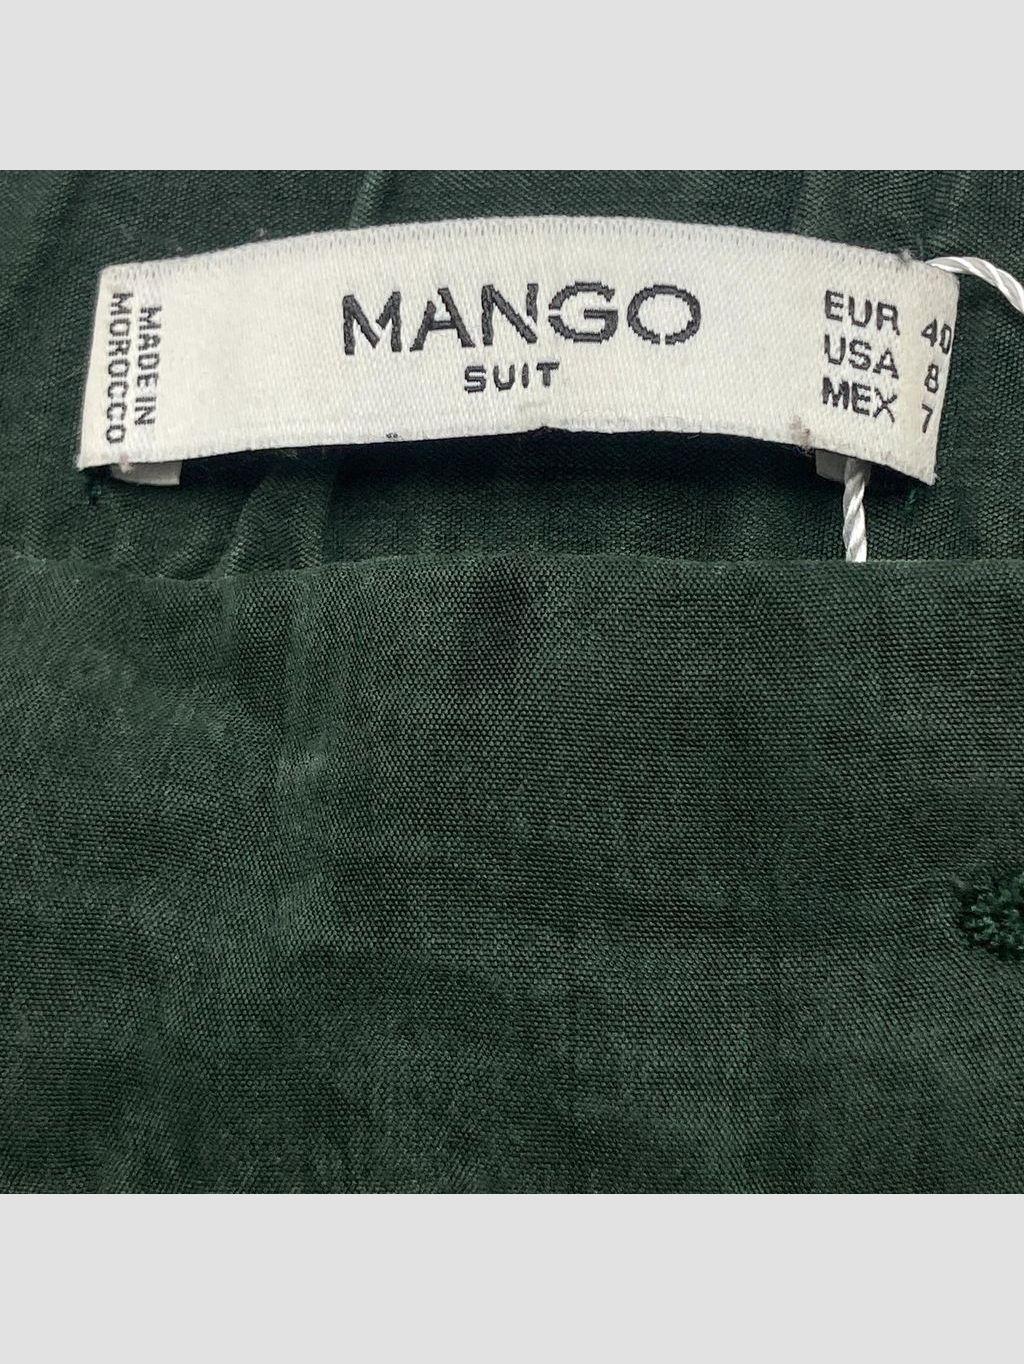 MANGO
SUIT
MADE IN
MOROCCO
EUR 40
USA 8
MEX 7